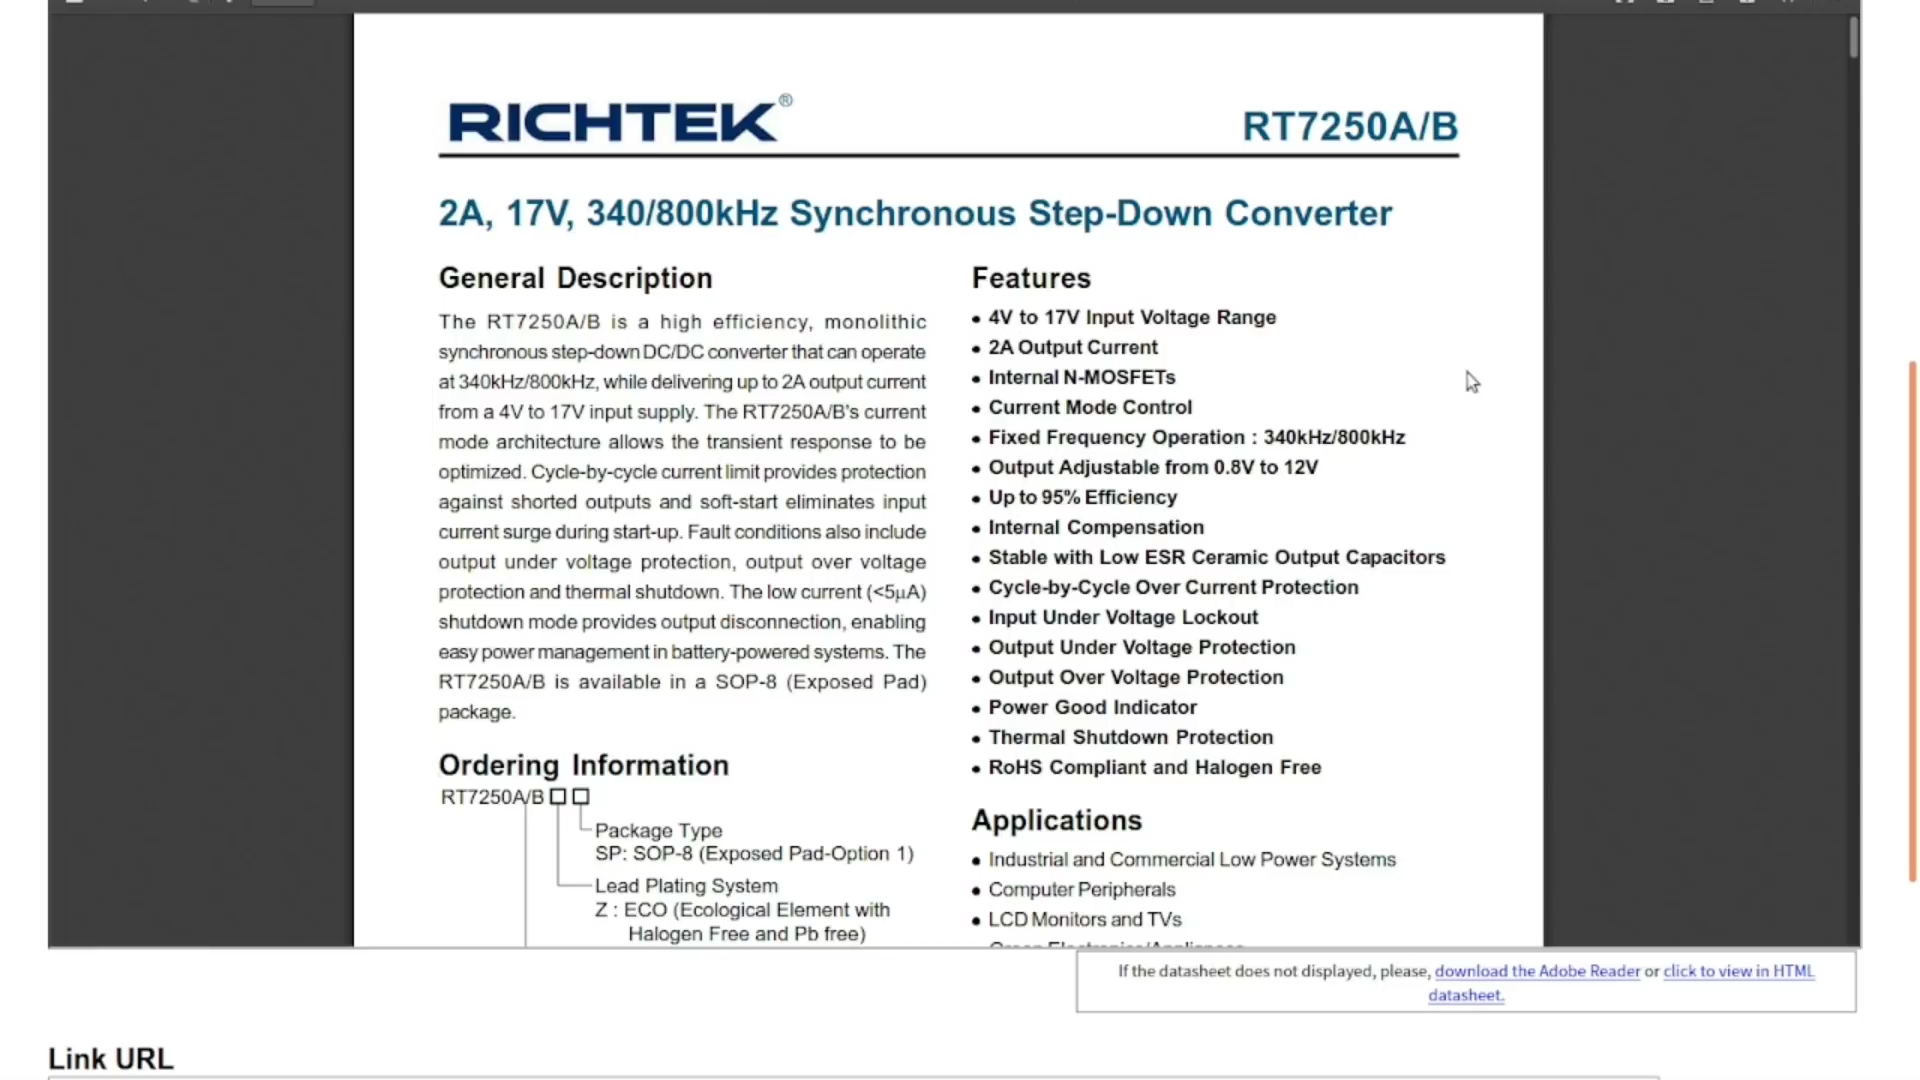 RICHTEK®
RT7250A/B
2A, 17V, 340/800kHz Synchronous Step-Down Converter
General Description
The RT7250A/B is a high efficiency, monolithic
synchronous step-down DC/DC converter that can operate
at 340kHz/800kHz, while delivering up to 2A output current
from a 4V to 17V input supply. The RT7250A/B's current
mode architecture allows the transient response to be
optimized. Cycle-by-cycle current limit provides protection
against shorted outputs and soft-start eliminates input
current surge during start-up. Fault conditions also include
output under voltage protection, output over voltage
protection and thermal shutdown. The low current (<5μA)
shutdown mode provides output disconnection, enabling
easy power management in battery-powered systems. The
RT7250A/B is available in a SOP-8 (Exposed Pad)
package.
Ordering Information
RT7250A/B
Package Type
SP: SOP-8 (Exposed Pad-Option 1)
Lead Plating System
Z : ECO (Ecological Element with
Halogen Free and Pb free)
Features
• 4V to 17V Input Voltage Range
• 2A Output Current
• Internal N-MOSFETs
• Current Mode Control
• Fixed Frequency Operation : 340kHz/800kHz
• Output Adjustable from 0.8V to 12V
• Up to 95% Efficiency
• Internal Compensation
• Stable with Low ESR Ceramic Output Capacitors
• Cycle-by-Cycle Over Current Protection
• Input Under Voltage Lockout
• Output Under Voltage Protection
• Output Over Voltage Protection
• Power Good Indicator
• Thermal Shutdown Protection
• RoHS Compliant and Halogen Free
Applications
• Industrial and Commercial Low Power Systems
• Computer Peripherals
• LCD Monitors and TVs
If the datasheet does not displayed, please, download the Adobe Reader or click to view in HTML
datasheet.
Link URL